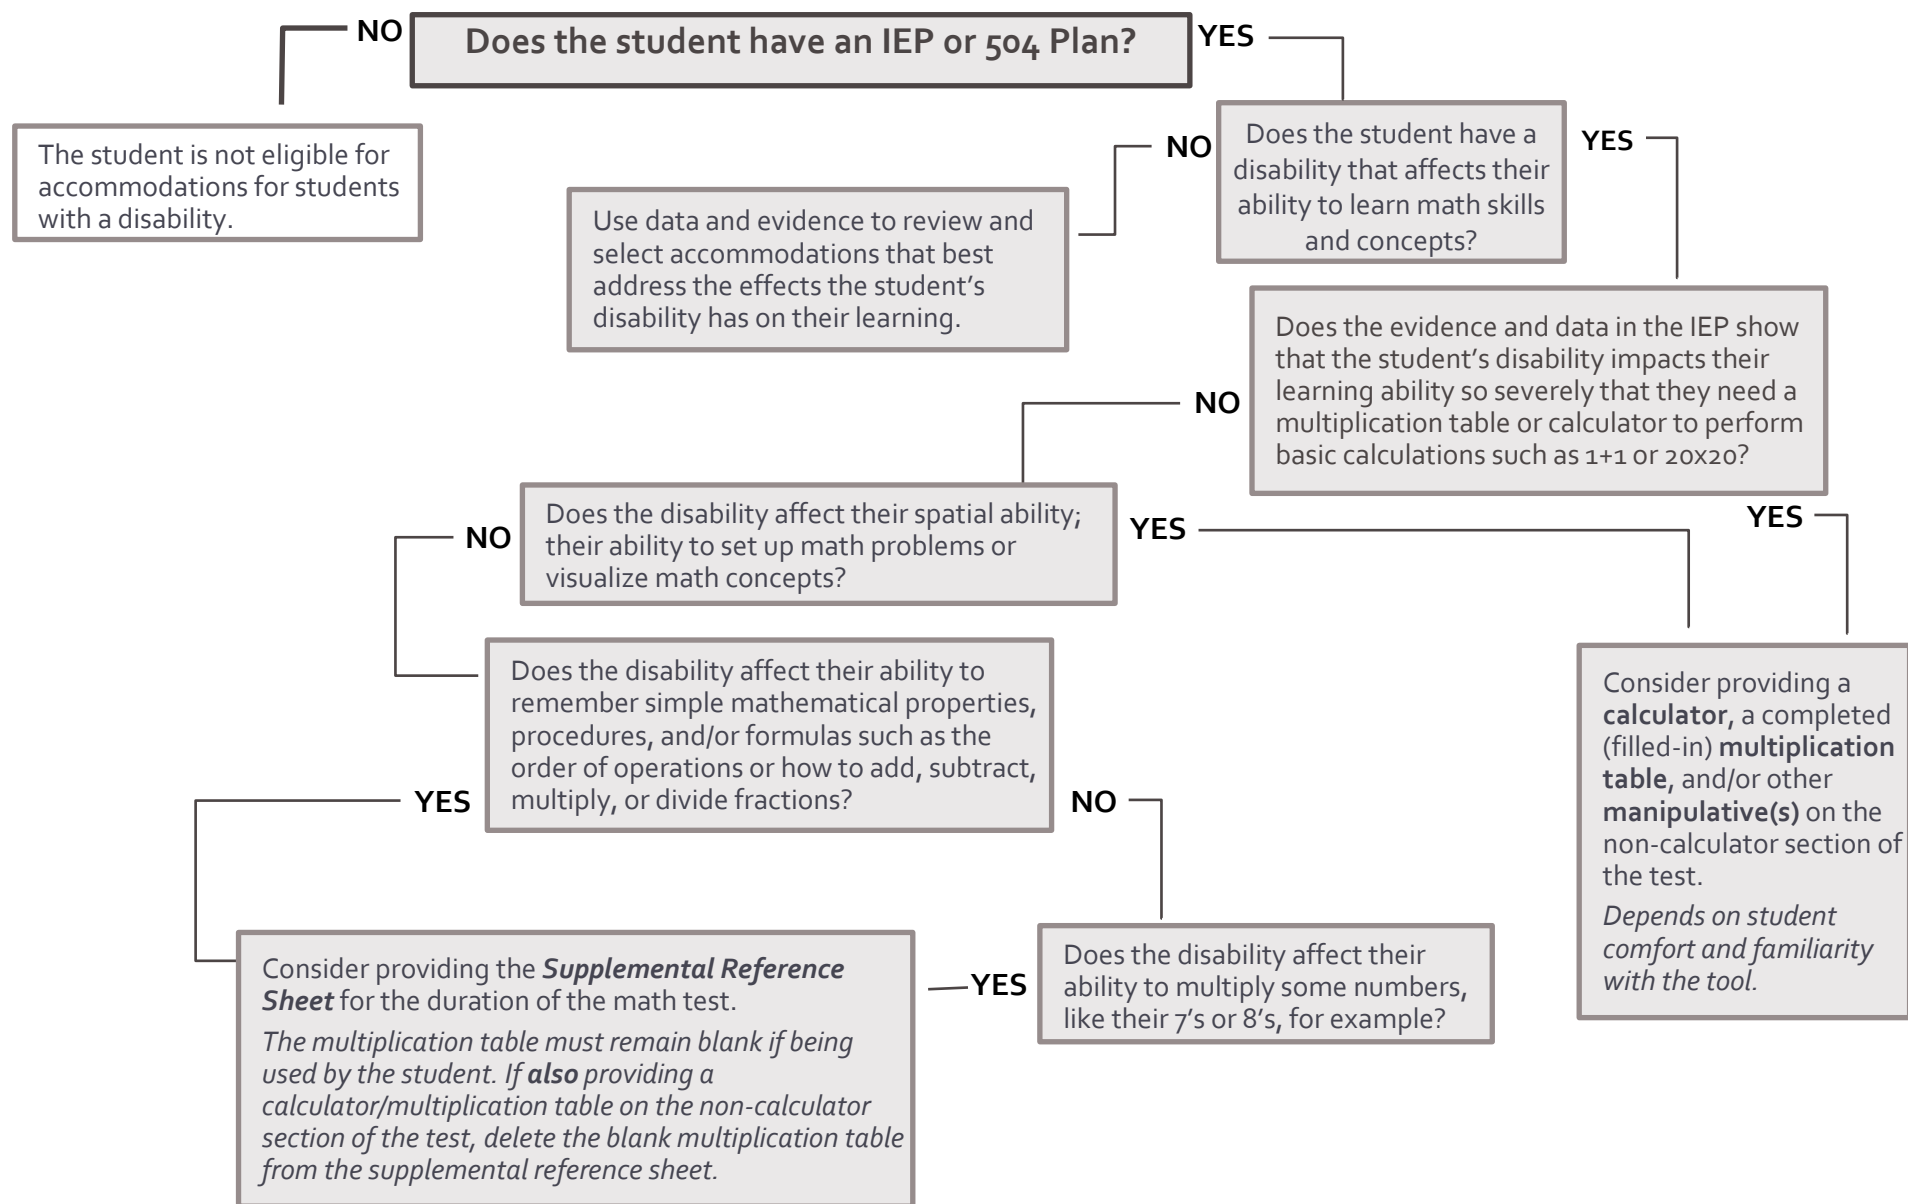 NO
Does the student have an IEP or 504 Plan?
YES
The student is not eligible for
accommodations for students
with a disability.
NO
Does the student have a
disability that affects their
ability to learn math skills
and concepts?
YES
Use data and evidence to review and
select accommodations that best
address the effects the student’s
disability has on their learning.
Does the evidence and data in the IEP show
that the student’s disability impacts their
learning ability so severely that they need a
multiplication table or calculator to perform
basic calculations such as 1+1 or 20x20?
NO
YES
NO
Does the disability affect their spatial ability;
their ability to set up math problems or
visualize math concepts?
YES
Does the disability affect their ability to
remember simple mathematical properties,
procedures, and/or formulas such as the
order of operations or how to add, subtract,
multiply, or divide fractions?
YES
NO
Consider providing a
calculator, a completed
(filled-in) multiplication
table, and/or other
manipulative(s) on the
non-calculator section of
the test.
Depends on student
comfort and familiarity
with the tool.
Consider providing the Supplemental Reference
Sheet for the duration of the math test.
The multiplication table must remain blank if being
used by the student. If also providing a
calculator/multiplication table on the non-calculator
section of the test, delete the blank multiplication table
from the supplemental reference sheet.
YES
Does the disability affect their
ability to multiply some numbers,
like their 7’s or 8’s, for example?